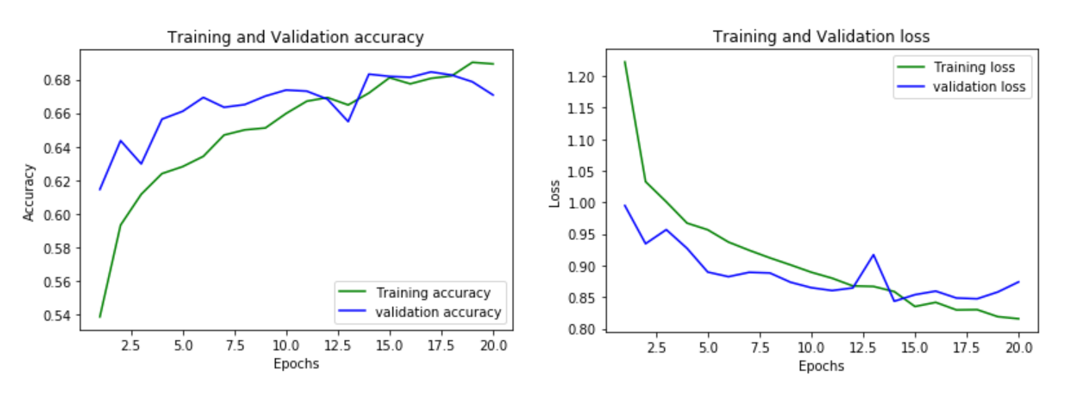 Training and Validation accuracy
0.68
0.66
0.64
0.62
0.60
0.58
0.56
0.54
Accuracy
Training accuracy
validation accuracy
2.5 5.0 7.5 10.0 12.5 15.0 17.5 20.0
Epochs
Training and Validation loss
1.20
1.15
1.10
1.05
1.00
0.95
0.90
0.85
0.80
Loss
Training loss
validation loss
2.5 5.0 7.5 10.0 12.5 15.0 17.5 20.0
Epochs